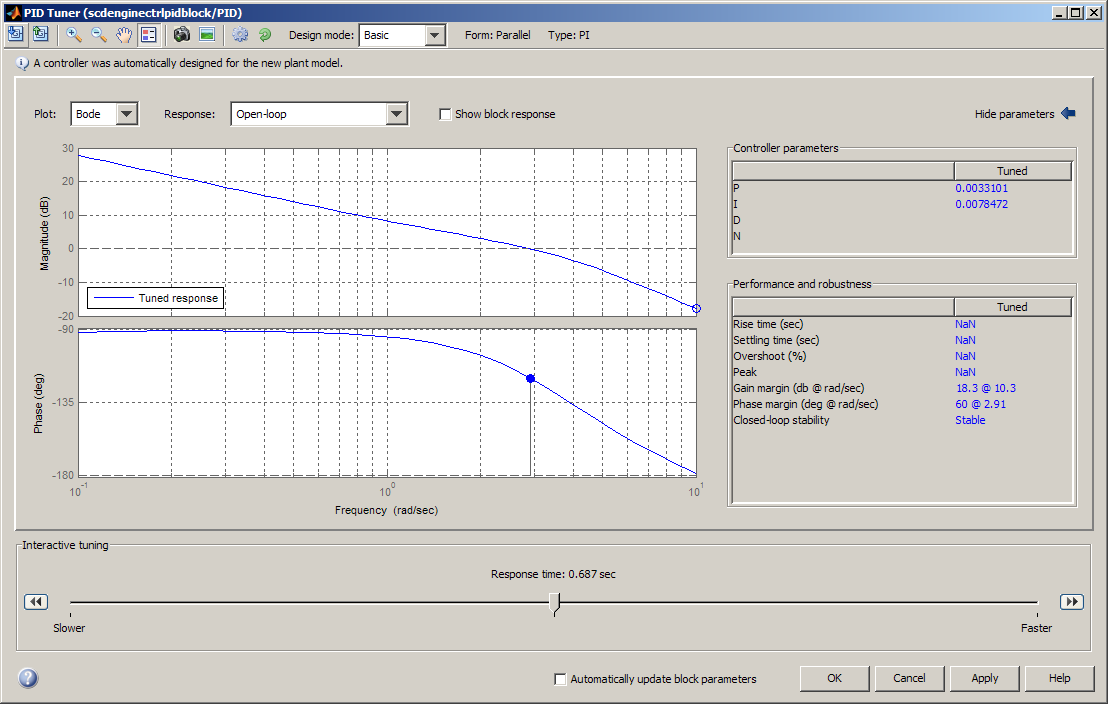 PID Tuner (scdenginectrlpidblock/PID)
Design mode: Basic Form: Parallel Type: PI
A controller was automatically designed for the new plant model.
Plot: Bode Response: Open-loop Show block response Hide parameters
30
20
10
0
-10
-20
Magnitude (dB)
Tuned response
-90
-135
-180
Phase (deg)
10-1 100 101
Frequency (rad/sec)
Controller parameters
Tuned
P 0.0033101
I 0.0078472
D
N
Performance and robustness
Tuned
Rise time (sec) NaN
Settling time (sec) NaN
Overshoot (%) NaN
Peak NaN
Gain margin (db @ rad/sec) 18.3 @ 10.3
Phase margin (deg @ rad/sec) 60 @ 2.91
Closed-loop stability Stable
Interactive tuning
Response time: 0.687 sec
Slower Faster
Automatically update block parameters OK Cancel Apply Help